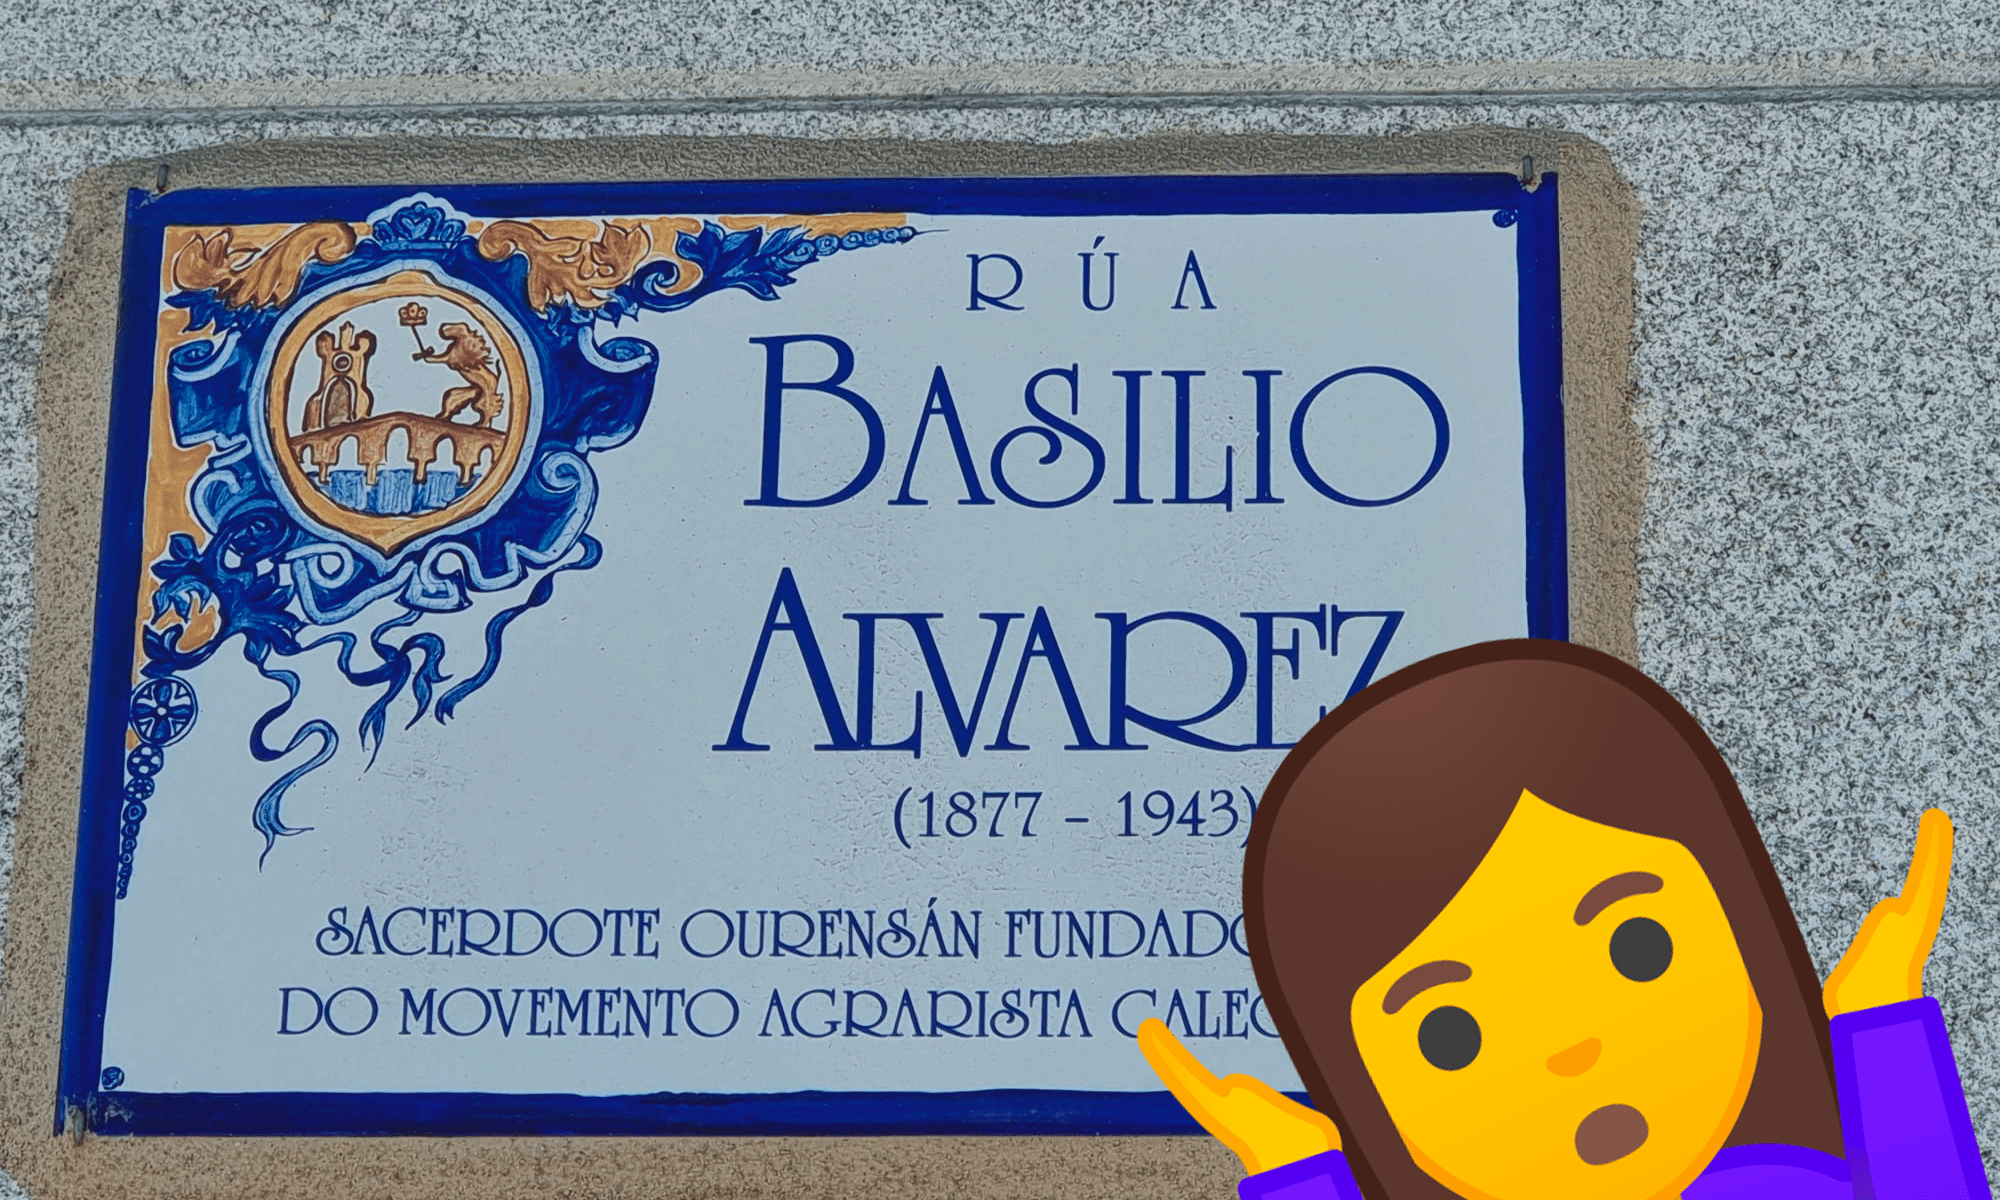 RÚA
BASILIO
ALVAREZ
(1877 - 1943)
SACERDOTE OURENSÁN
DO MOVEMENTO AGRARISTA